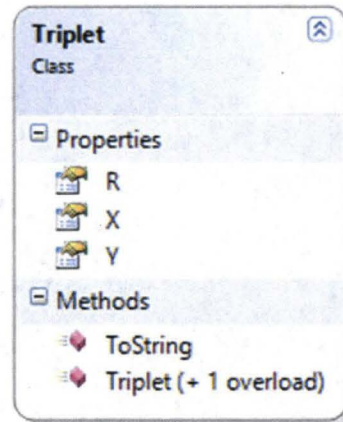 Triplet
Class
Properties
R
X
Y
Methods
ToString
Triplet (+ 1 overload)